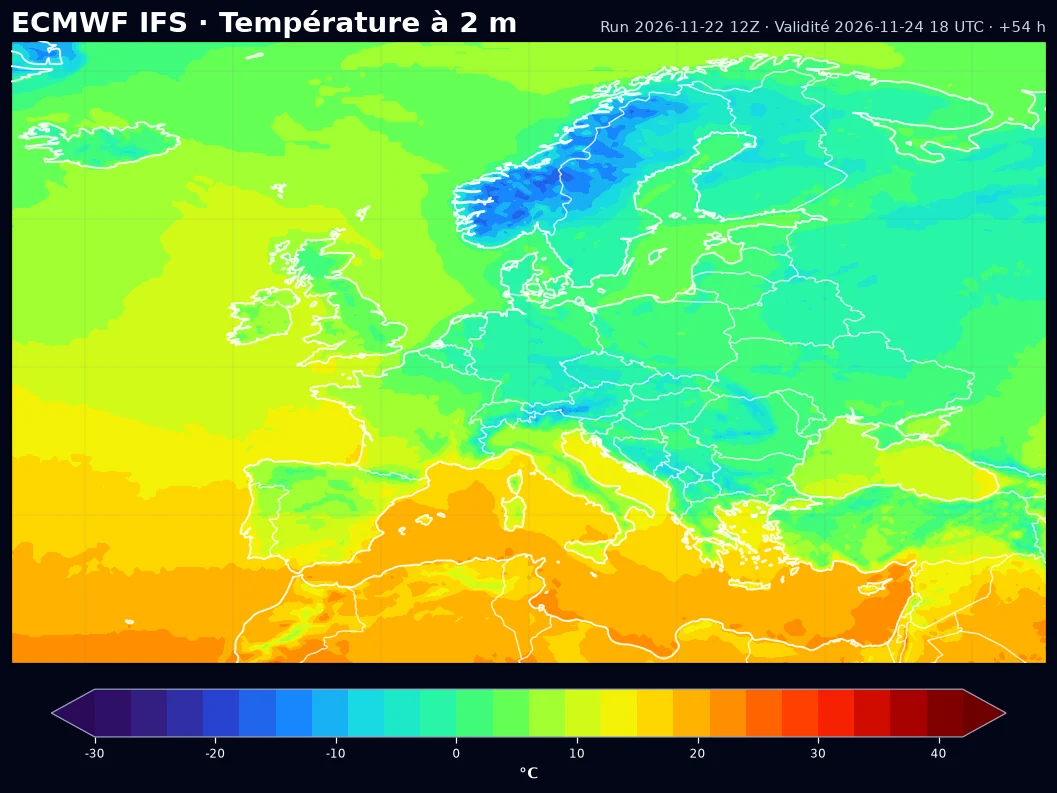 ECMWF IFS · Température à 2 m
Run 2026-11-22 12Z · Validité 2026-11-24 18 UTC · +54 h
-30 -20 -10 0 10 20 30 40
°C